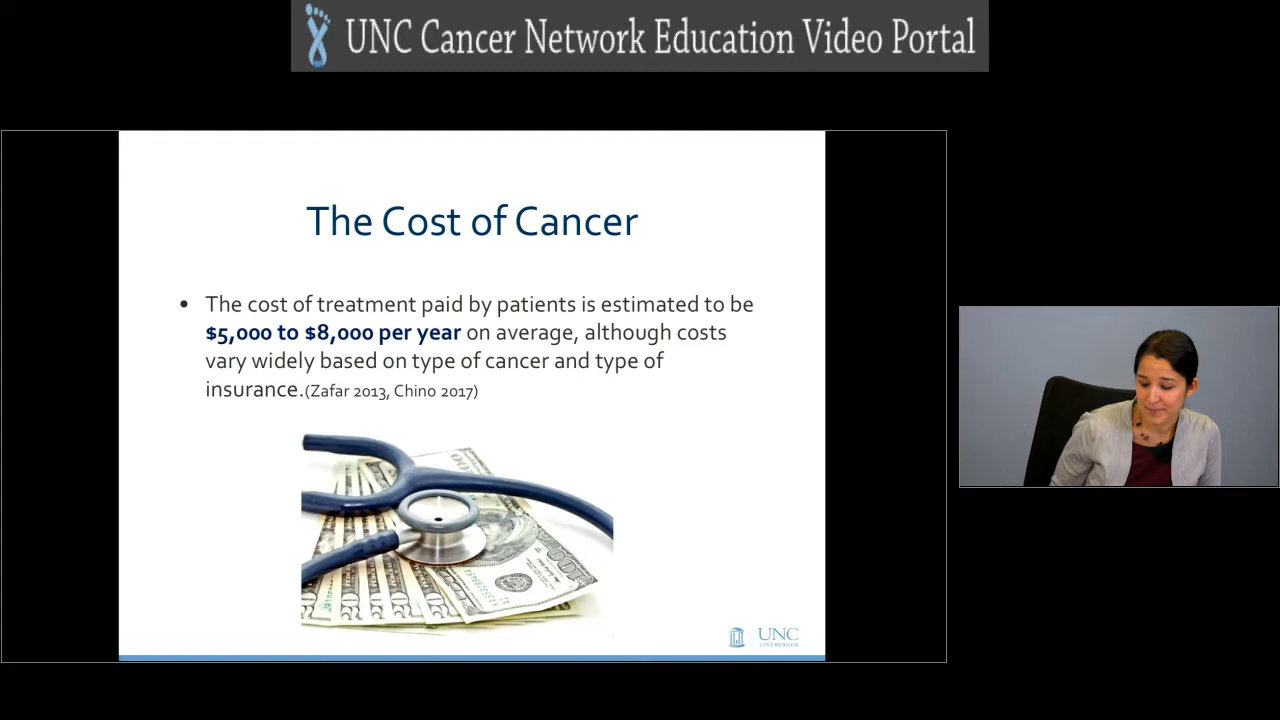 UNC Cancer Network Education Video Portal
The Cost of Cancer
• The cost of treatment paid by patients is estimated to be
$5,000 to $8,000 per year on average, although costs
vary widely based on type of cancer and type of
insurance.(Zafar 2013, Chino 2017)
100
UNC
LINEBERGER